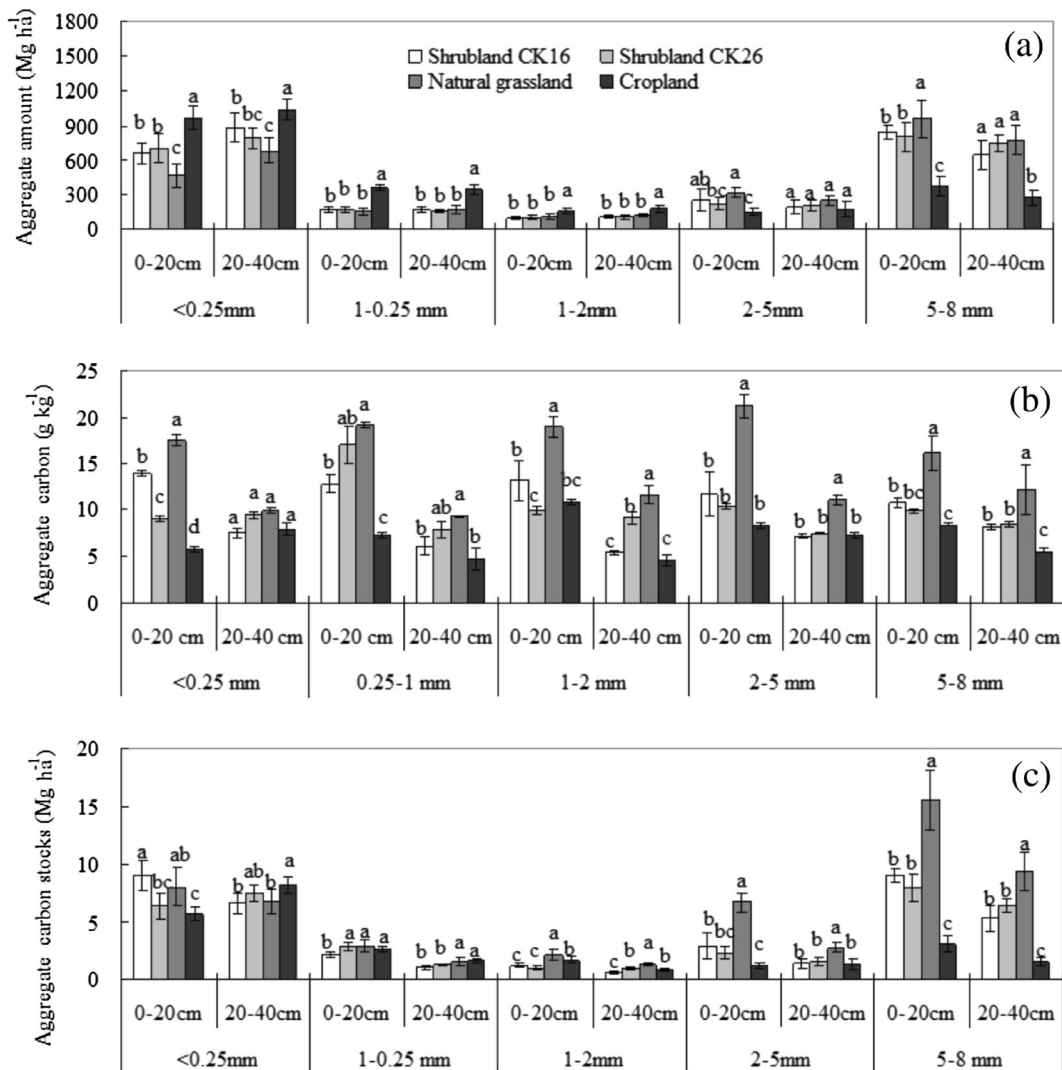 1800
(a)
Shrubland CK16
Shrubland CK26
1500
Natural grassland
Cropland
1200
900
600
300
0
Aggregate amount (Mg ha-1)
b b c a
b bc c a
b b b a
b b b a
b b b a
b b b a
ab bc a c
a a a a
b b a c
a a a b
0-20cm 20-40cm 0-20cm 20-40cm 0-20cm 20-40cm 0-20cm 20-40cm 0-20cm 20-40cm
<0.25mm 1-0.25 mm 1-2mm 2-5mm 5-8 mm
25
(b)
20
15
10
5
0
Aggregate carbon (g kg-1)
b c a d
a a a a
b ab a c
b ab a b
b c a bc
c b a c
b b a b
b b a b
b bc a c
b b a c
0-20 cm 20-40cm 0-20 cm 20-40 cm 0-20 cm 20-40 cm 0-20 cm 20-40 cm 0-20 cm 20-40 cm
<0.25 mm 0.25-1 mm 1-2 mm 2-5 mm 5-8 mm
20
(c)
15
10
5
0
Aggregate carbon stocks (Mg ha-1)
a bc ab c
b ab b a
b a a a
b b a a
c c a b
c b a b
b bc a c
b b a b
b b a c
b b a c
0-20cm 20-40cm 0-20cm 20-40cm 0-20cm 20-40cm 0-20cm 20-40cm 0-20cm 20-40cm
<0.25mm 1-0.25mm 1-2mm 2-5mm 5-8 mm